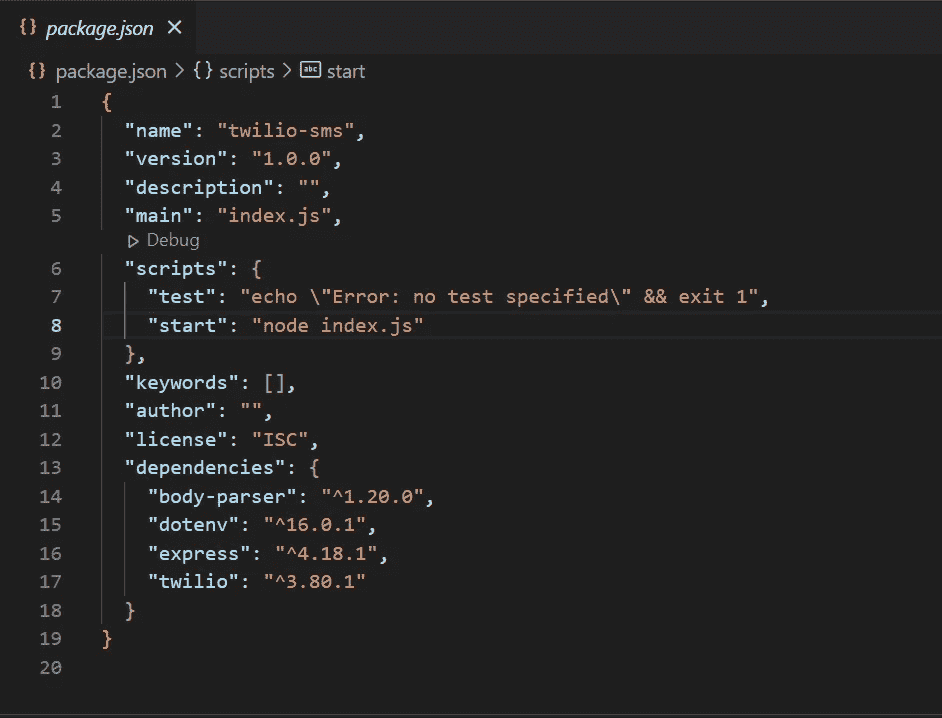 {} package.json ×
{} package.json > {} scripts > abc start
1 {
2   "name": "twilio-sms",
3   "version": "1.0.0",
4   "description": "",
5   "main": "index.js",
Debug
6   "scripts": {
7     "test": "echo \"Error: no test specified\" && exit 1",
8     "start": "node index.js"
9   },
10   "keywords": [],
11   "author": "",
12   "license": "ISC",
13   "dependencies": {
14     "body-parser": "^1.20.0",
15     "dotenv": "^16.0.1",
16     "express": "^4.18.1",
17     "twilio": "^3.80.1"
18   }
19 }
20